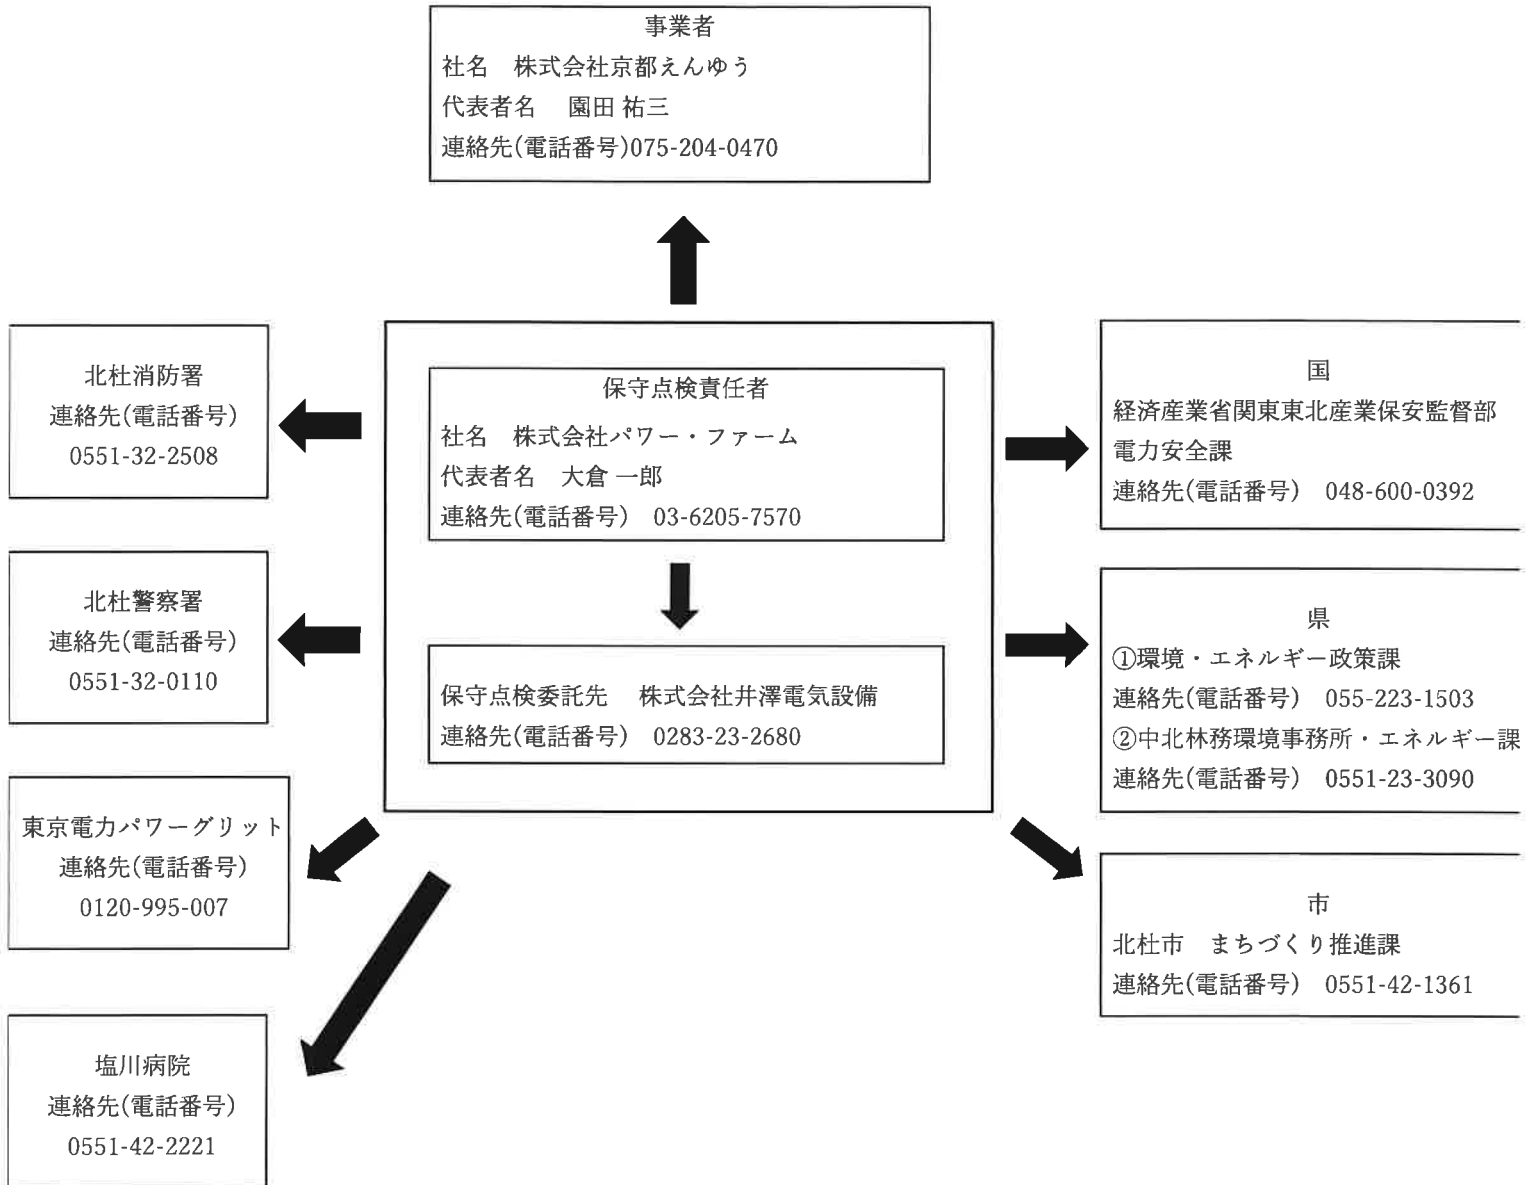 事業者
社名　株式会社京都えんゆう
代表者名　園田 祐三
連絡先(電話番号)075-204-0470
北杜消防署
連絡先(電話番号)
0551-32-2508
北杜警察署
連絡先(電話番号)
0551-32-0110
東京電力パワーグリット
連絡先(電話番号)
0120-995-007
塩川病院
連絡先(電話番号)
0551-42-2221
保守点検責任者
社名　株式会社パワー・ファーム
代表者名　大倉 一郎
連絡先(電話番号)　03-6205-7570
保守点検委託先　株式会社井澤電気設備
連絡先(電話番号)　0283-23-2680
国
経済産業省関東東北産業保安監督部
電力安全課
連絡先(電話番号)　048-600-0392
県
①環境・エネルギー政策課
連絡先(電話番号)　055-223-1503
②中北林務環境事務所・エネルギー課
連絡先(電話番号)　0551-23-3090
市
北杜市　まちづくり推進課
連絡先(電話番号)　0551-42-1361